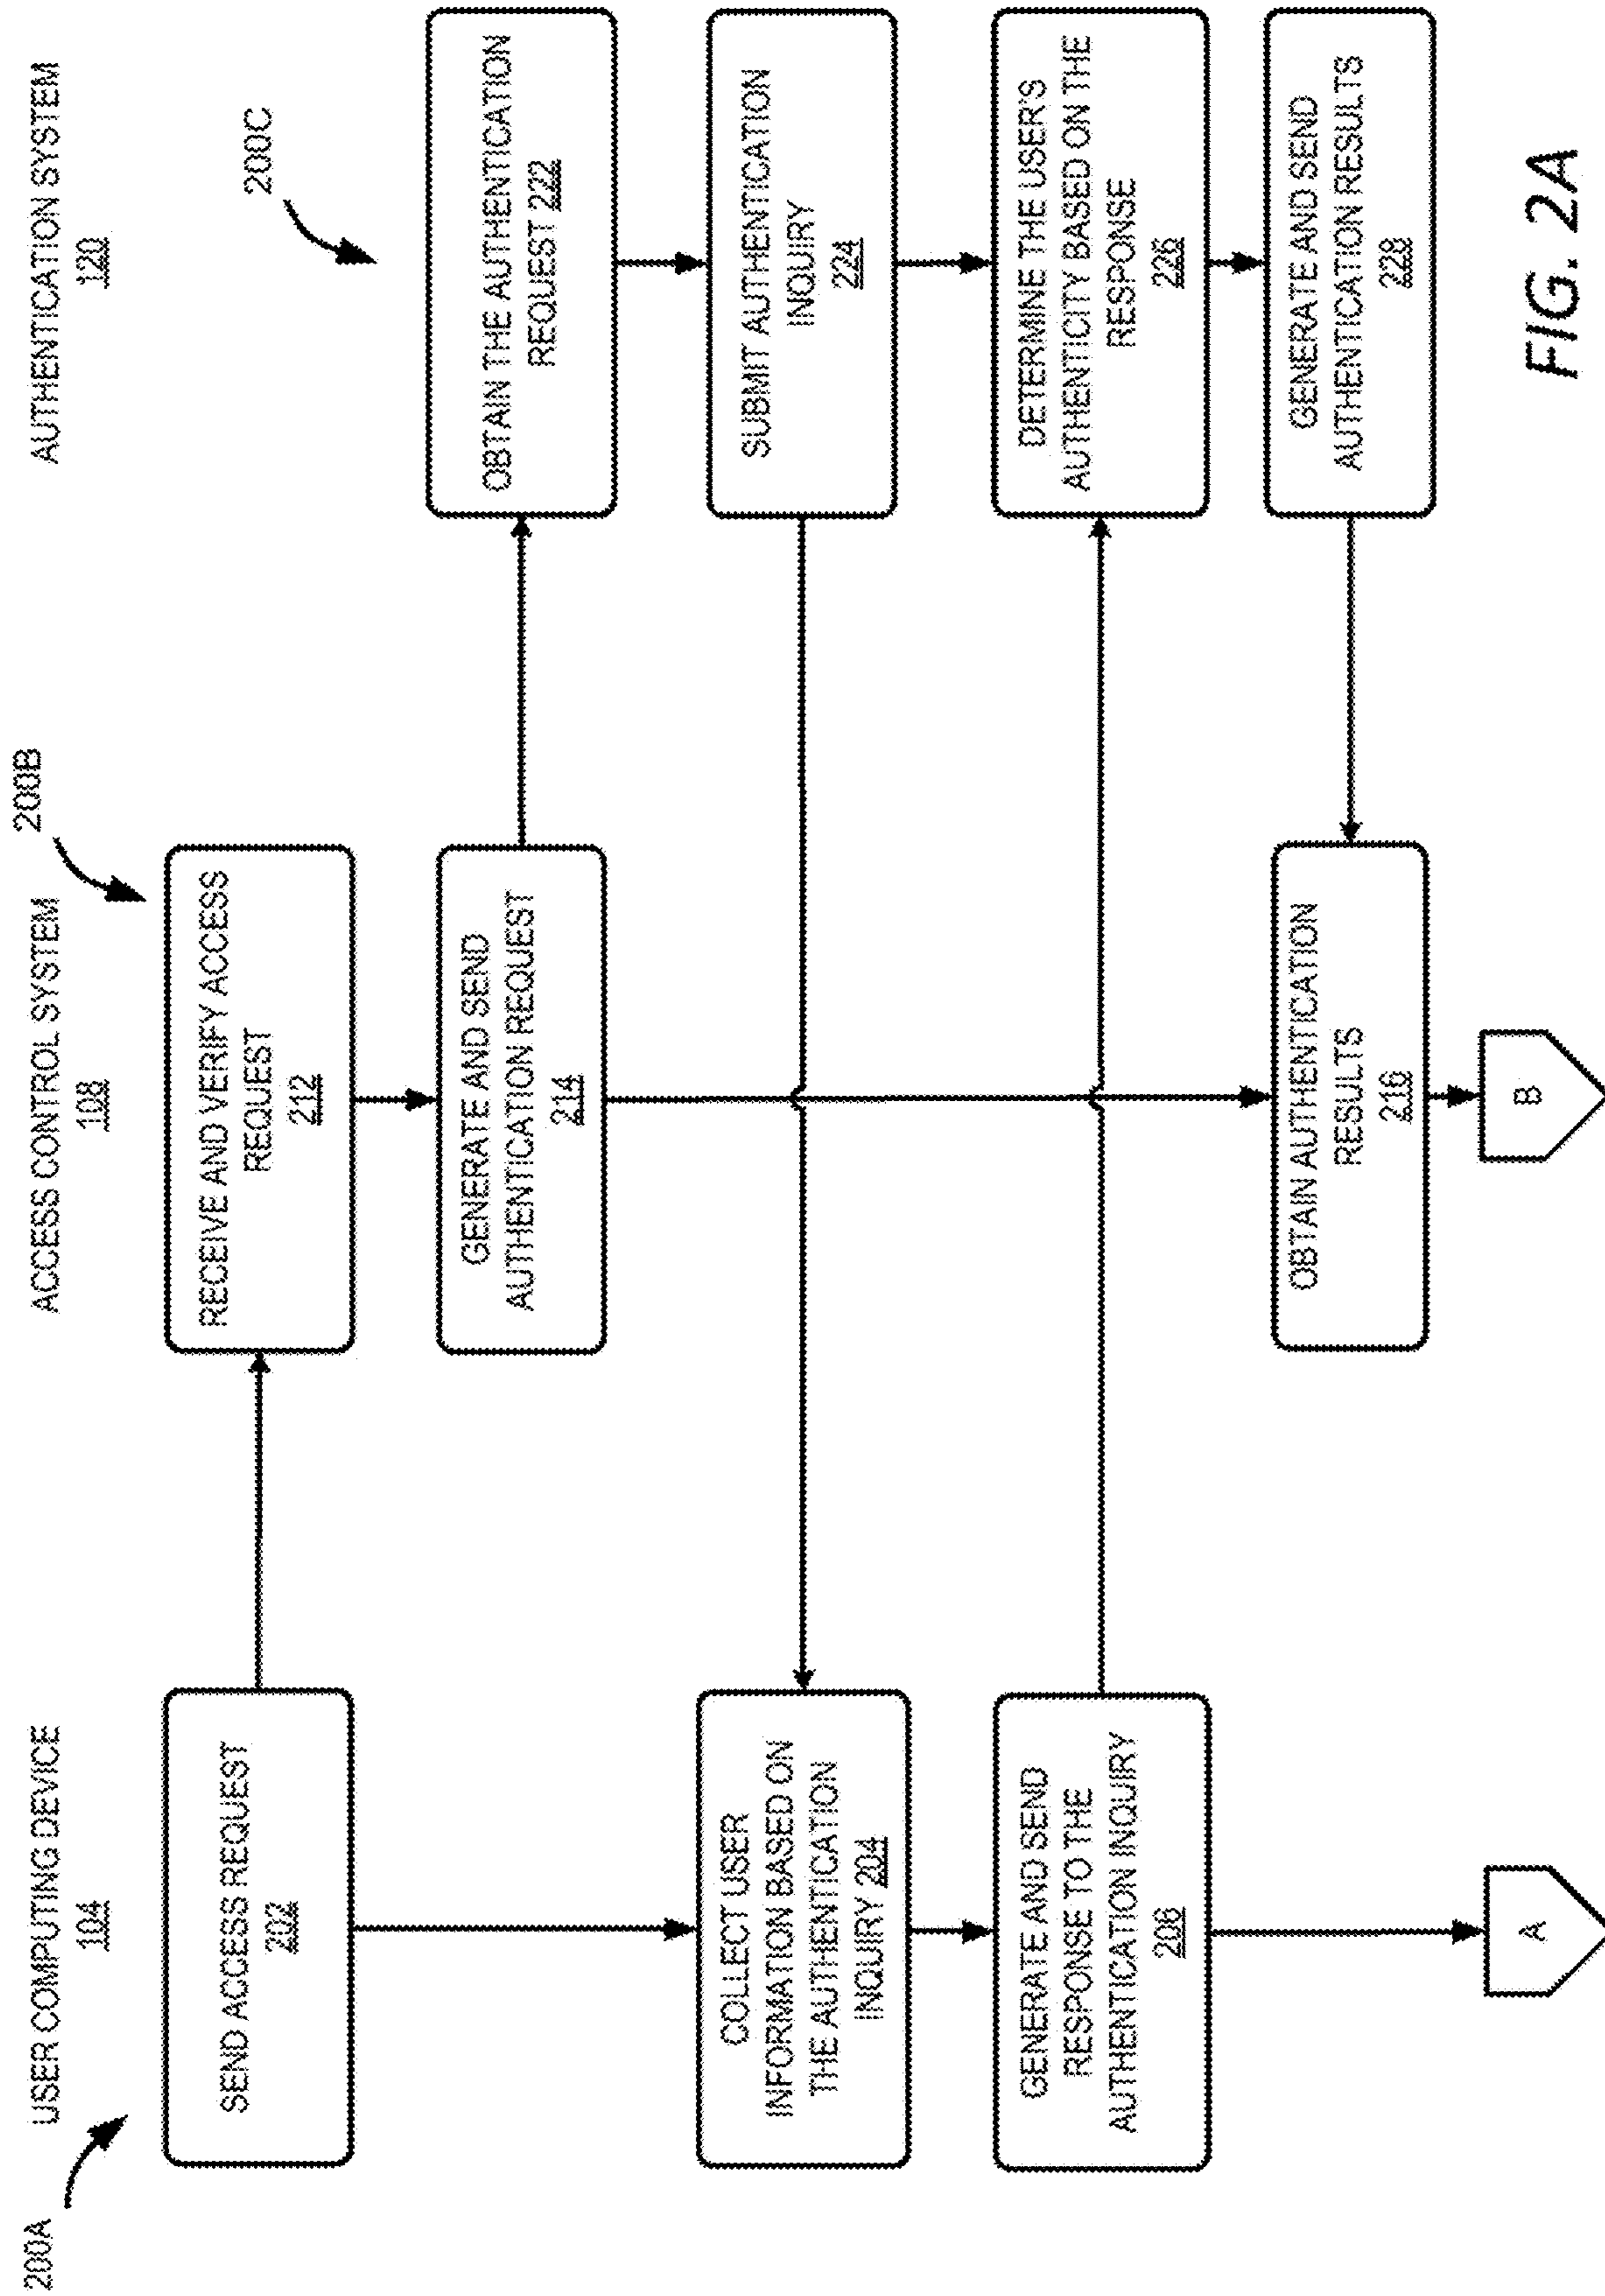 200A
USER COMPUTING DEVICE
104
SEND ACCESS REQUEST
202
COLLECT USER
INFORMATION BASED ON
THE AUTHENTICATION
INQUIRY 204
GENERATE AND SEND
RESPONSE TO THE
AUTHENTICATION INQUIRY
206
A
200B
ACCESS CONTROL SYSTEM
108
RECEIVE AND VERIFY ACCESS
REQUEST
212
GENERATE AND SEND
AUTHENTICATION REQUEST
214
OBTAIN AUTHENTICATION
RESULTS
216
B
AUTHENTICATION SYSTEM
120
200C
OBTAIN THE AUTHENTICATION
REQUEST 222
SUBMIT AUTHENTICATION
INQUIRY
224
DETERMINE THE USER'S
AUTHENTICITY BASED ON THE
RESPONSE
226
GENERATE AND SEND
AUTHENTICATION RESULTS
228
FIG. 2A